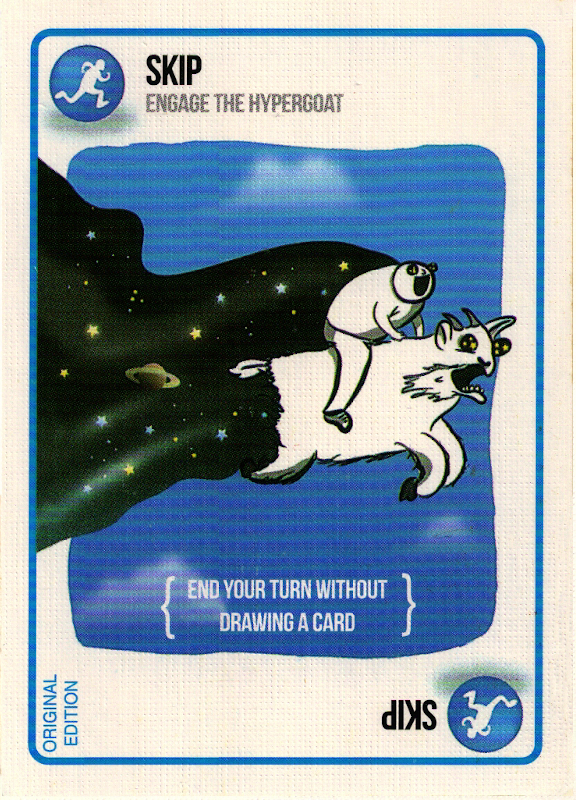 SKIP
ENGAGE THE HYPERGOAT
{ END YOUR TURN WITHOUT
DRAWING A CARD }
ORIGINAL
EDITION
SKIP